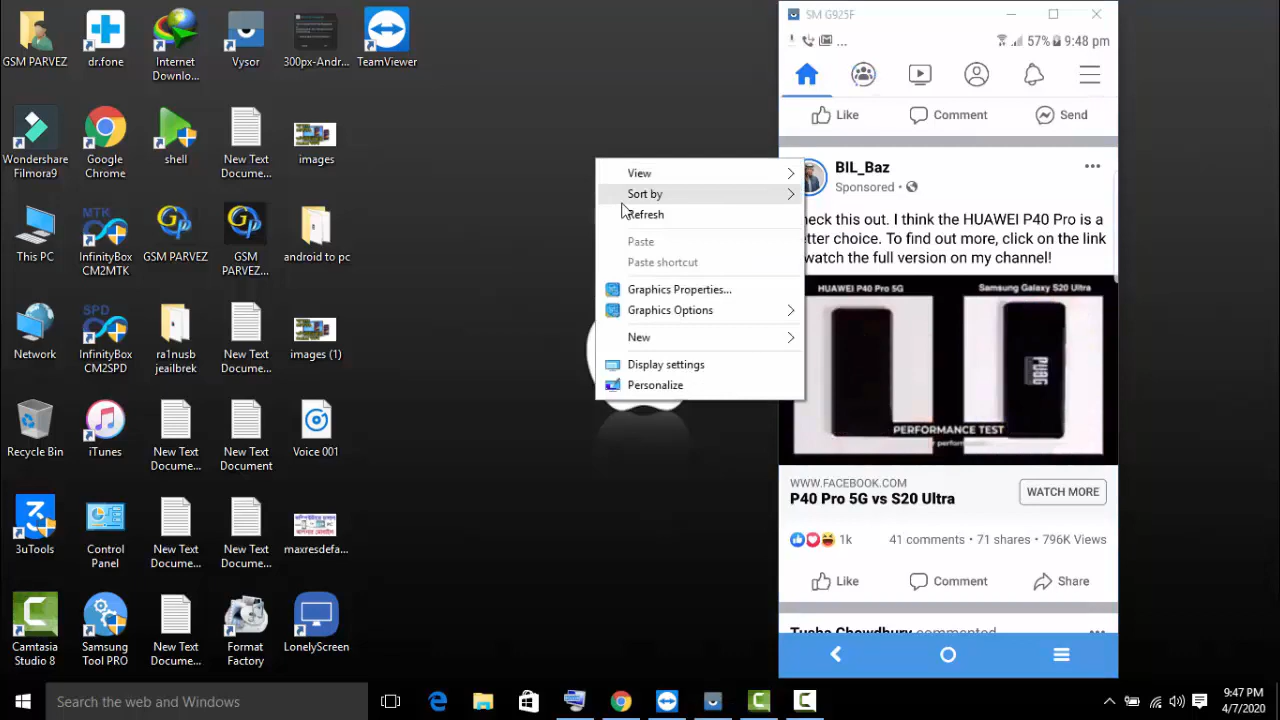 GSM PARVEZ
dr.fone
Internet
Downlo...
Vysor
300px-Andr...
TeamViewer
Wondershare
Filmora9
Google
Chrome
shell
New Text
Docume...
images
This PC
InfinityBox
CM2MTK
GSM PARVEZ
GSM
PARVEZ...
android to pc
Network
InfinityBox
CM2SPD
ra1nusb
jeailbrek
New Text
Docume...
images (1)
Recycle Bin
iTunes
New Text
Docume...
New Text
Document
Voice 001
3uTools
Control
Panel
New Text
Docume...
New Text
Docume...
maxresdefa...
Camtasia
Studio 8
Samsung
Tool PRO
New Text
Docume...
Format
Factory
LonelyScreen
View
Sort by
Refresh
Paste
Paste shortcut
Graphics Properties...
Graphics Options
New
Display settings
Personalize
SM G925F
... 57% 9:48 pm
Like Comment Send
BIL_Baz
Sponsored •
heck this out. I think the HUAWEI P40 Pro is a
etter choice. To find out more, click on the link
watch the full version on my channel!
HUAWEI P40 Pro 5G Samsung Galaxy S20 Ultra
PUBG
PERFORMANCE TEST
WWW.FACEBOOK.COM
P40 Pro 5G vs S20 Ultra
WATCH MORE
1k 41 comments • 71 shares • 796K Views
Like Comment Share
Tusha Chowdhury commented
Search the web and Windows
9:47 PM
4/7/2020